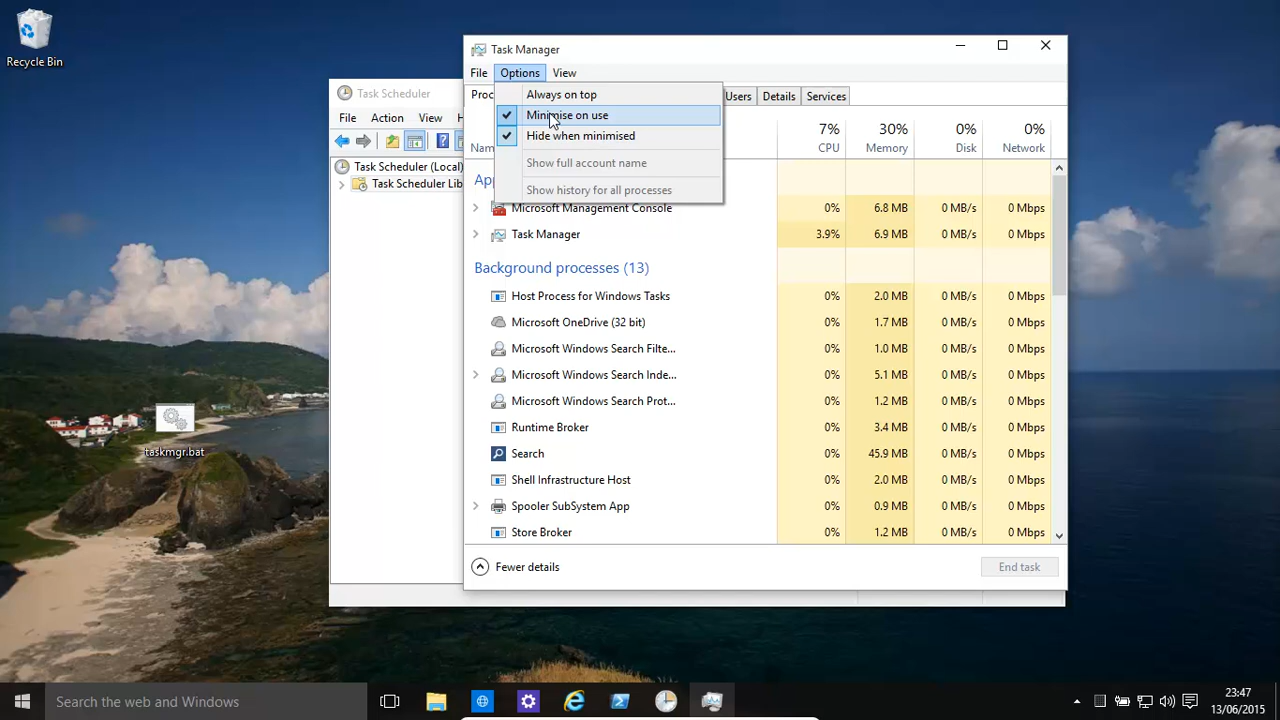 Recycle Bin
taskmgr.bat
Task Scheduler
File Action View H
Task Scheduler (Local)
Task Scheduler Lib
Task Manager
File Options View
Proc Users Details Services
Always on top
Minimise on use
Hide when minimised
Show full account name
Show history for all processes
7% 30% 0% 0%
Nam CPU Memory Disk Network
App
Microsoft Management Console 0% 6.8 MB 0 MB/s 0 Mbps
Task Manager 3.9% 6.9 MB 0 MB/s 0 Mbps
Background processes (13)
Host Process for Windows Tasks 0% 2.0 MB 0 MB/s 0 Mbps
Microsoft OneDrive (32 bit) 0% 1.7 MB 0 MB/s 0 Mbps
Microsoft Windows Search Filte... 0% 1.0 MB 0 MB/s 0 Mbps
Microsoft Windows Search Inde... 0% 5.1 MB 0 MB/s 0 Mbps
Microsoft Windows Search Prot... 0% 1.2 MB 0 MB/s 0 Mbps
Runtime Broker 0% 3.4 MB 0 MB/s 0 Mbps
Search 0% 45.9 MB 0 MB/s 0 Mbps
Shell Infrastructure Host 0% 2.0 MB 0 MB/s 0 Mbps
Spooler SubSystem App 0% 0.9 MB 0 MB/s 0 Mbps
Store Broker 0% 1.2 MB 0 MB/s 0 Mbps
Fewer details End task
Search the web and Windows
23:47
13/06/2015